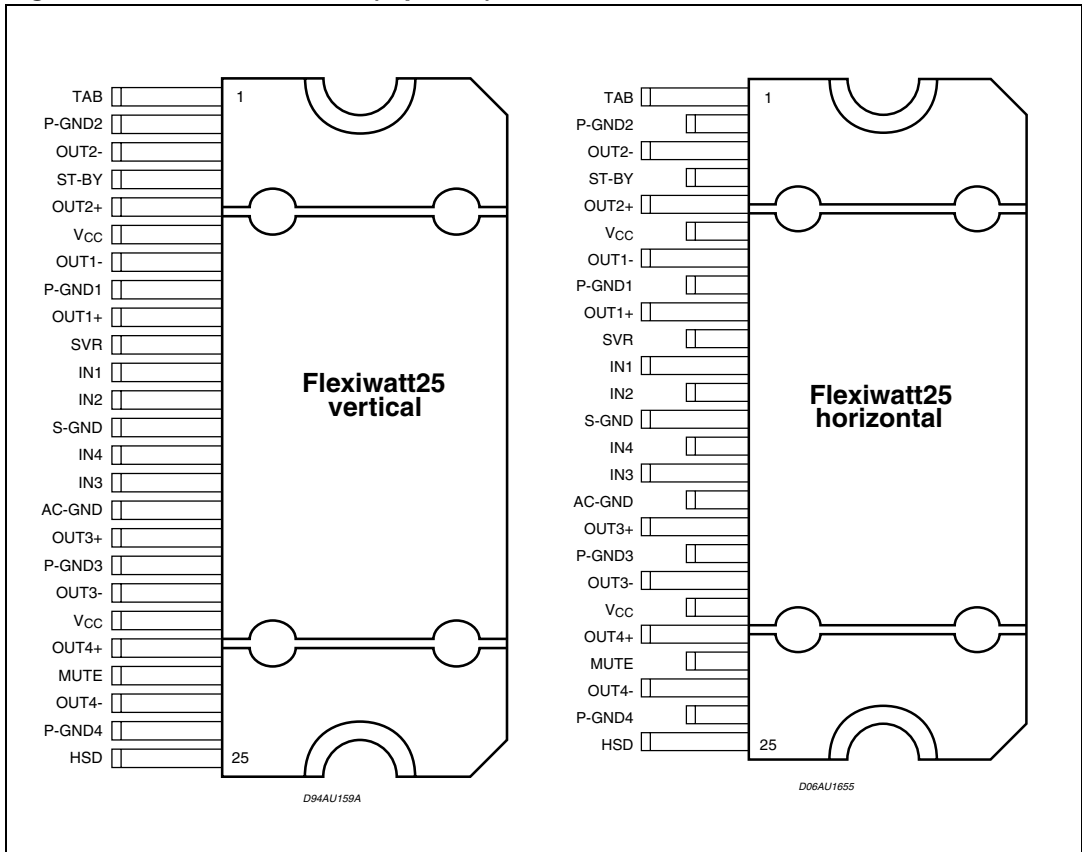 TAB
P-GND2
OUT2-
ST-BY
OUT2+
VCC
OUT1-
P-GND1
OUT1+
SVR
IN1
IN2
S-GND
IN4
IN3
AC-GND
OUT3+
P-GND3
OUT3-
VCC
OUT4+
MUTE
OUT4-
P-GND4
HSD
1
Flexiwatt25
vertical
25
D94AU159A
TAB
P-GND2
OUT2-
ST-BY
OUT2+
VCC
OUT1-
P-GND1
OUT1+
SVR
IN1
IN2
S-GND
IN4
IN3
AC-GND
OUT3+
P-GND3
OUT3-
VCC
OUT4+
MUTE
OUT4-
P-GND4
HSD
1
Flexiwatt25
horizontal
25
D06AU1655